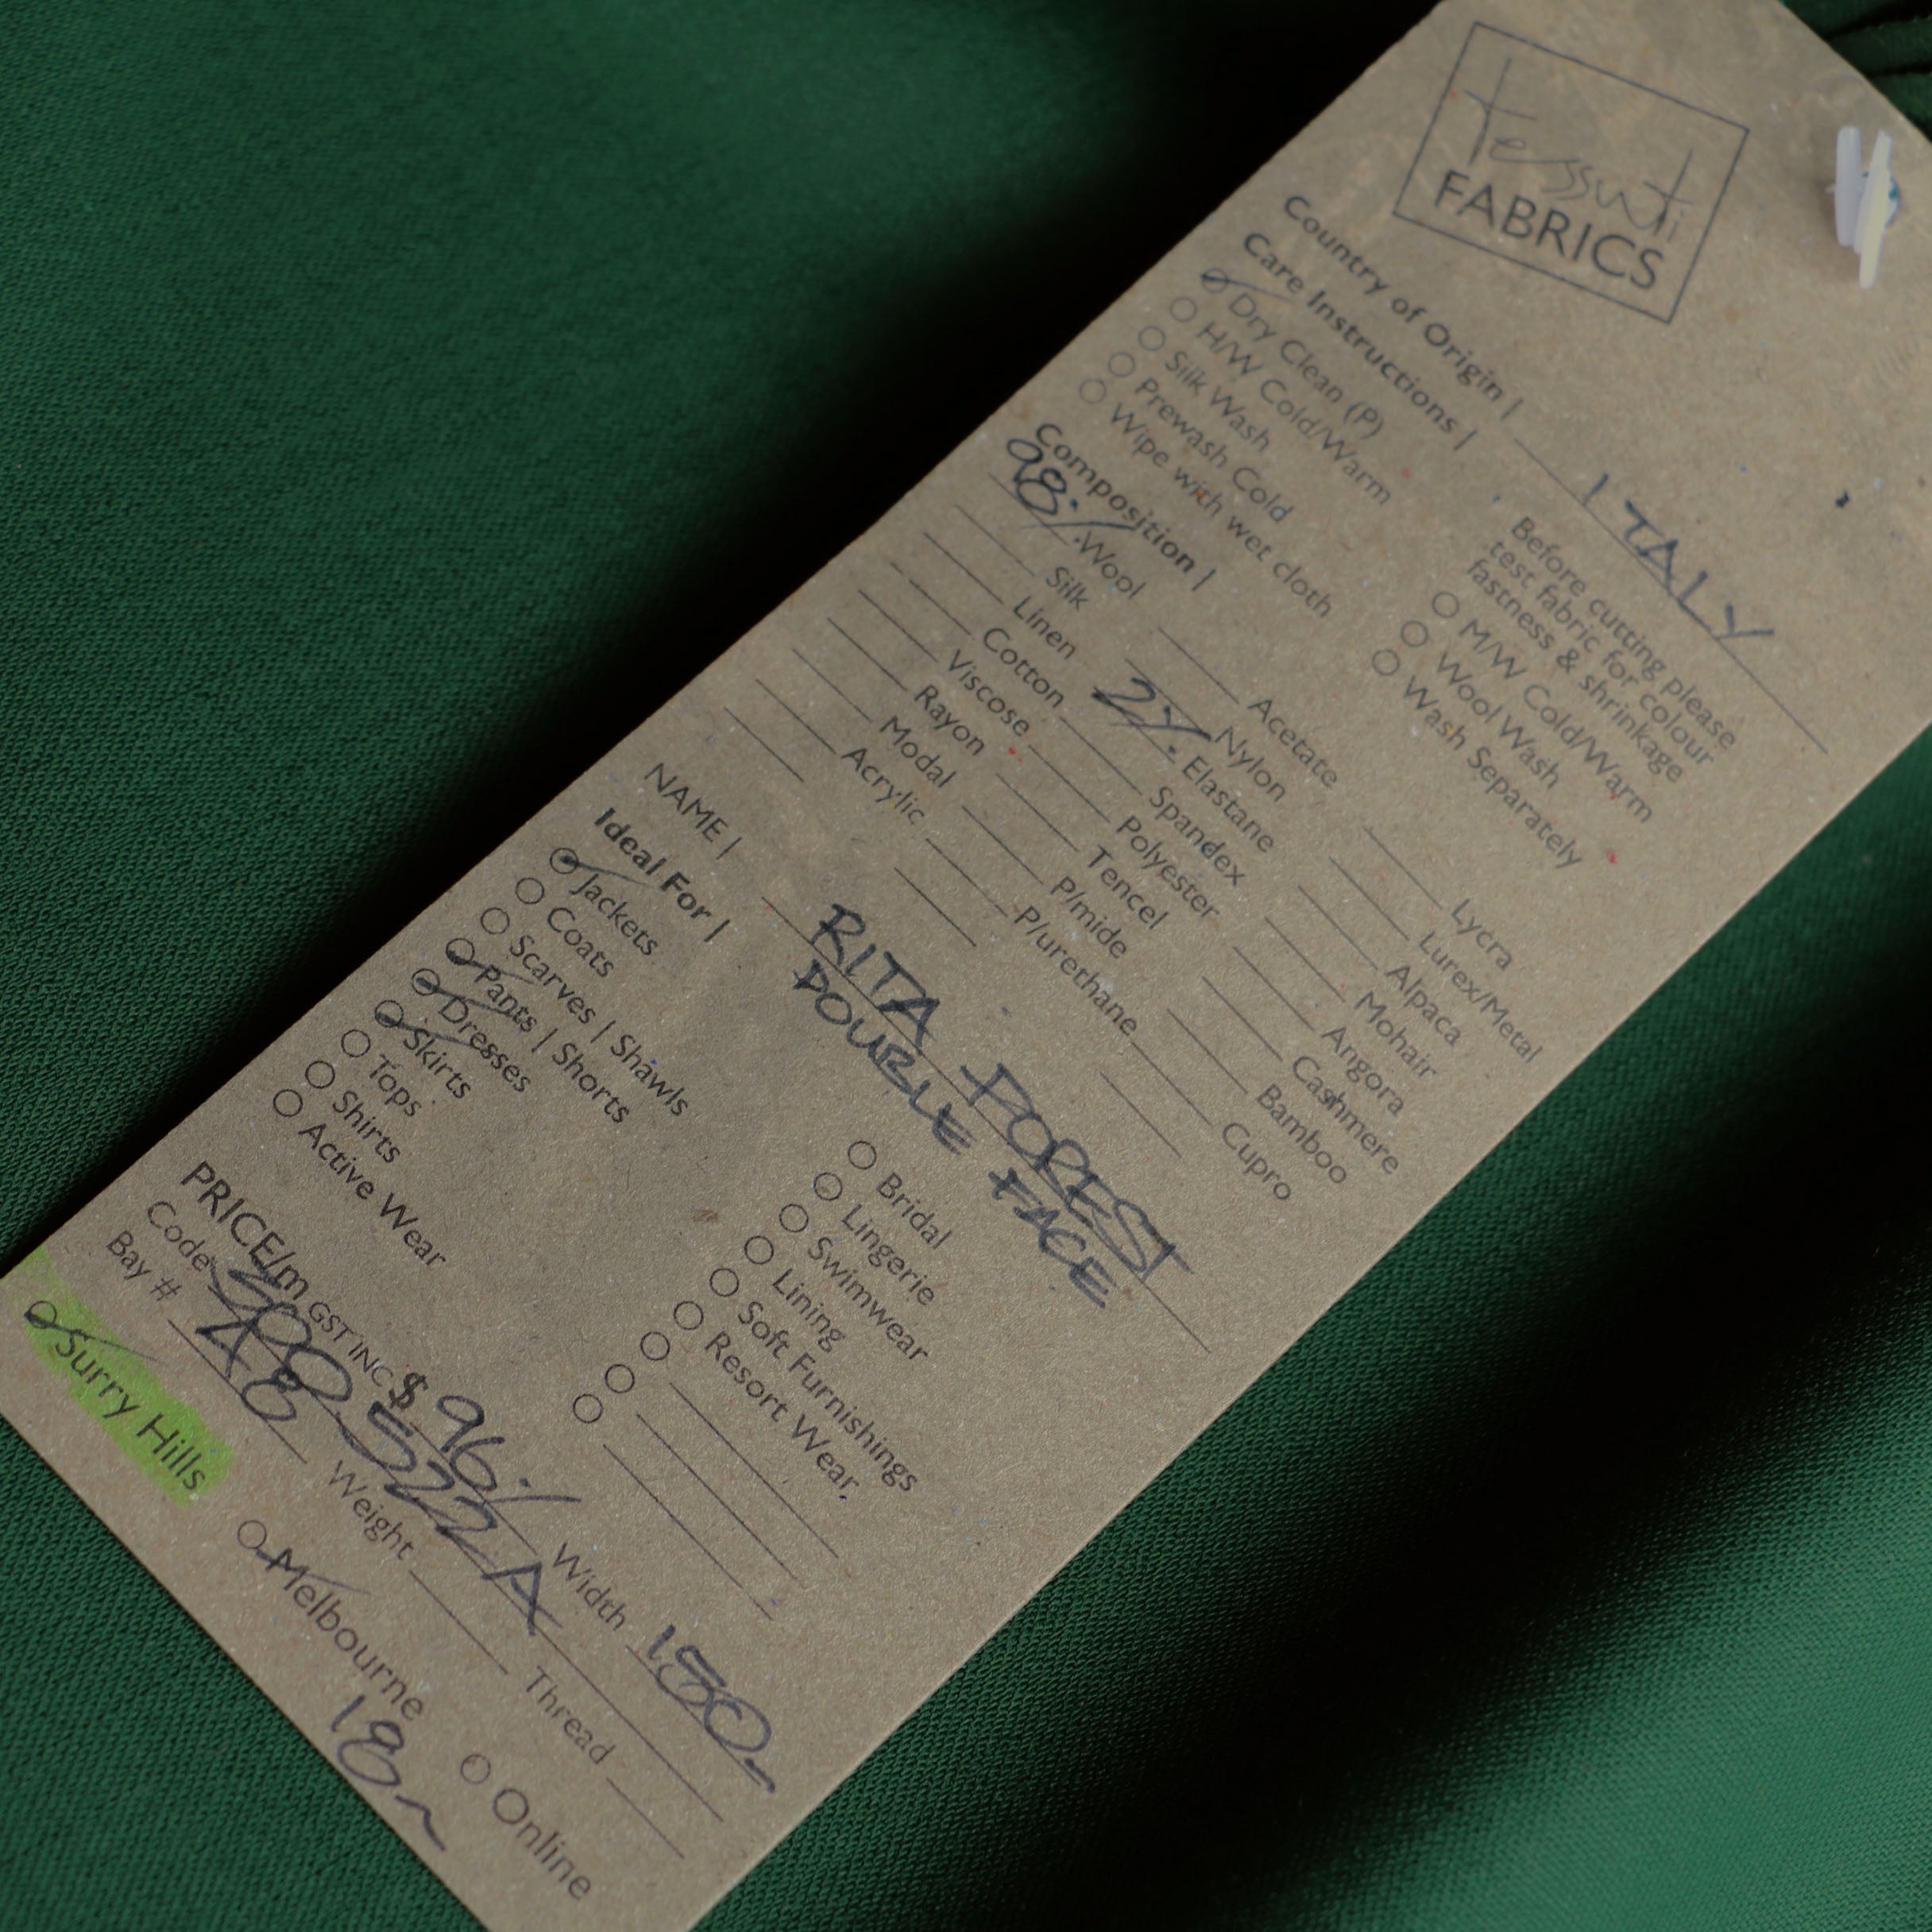 Tessuti
FABRICS
Country of Origin | ITALY
Care Instructions |
Dry Clean (P)
H/W Cold/Warm
Silk Wash
Prewash Cold
Wipe with wet cloth
Before cutting please
test fabric for colour
fastness & shrinkage
M/W Cold/Warm
Wool Wash
Wash Separately
Composition |
98% Wool
Silk
Linen
Cotton
Viscose
Rayon
Modal
Acrylic
Acetate
Nylon
2% Elastane
Spandex
Polyester
Tencel
P/mide
P/urethane
Lycra
Lurex/Metal
Alpaca
Mohair
Angora
Cashmere
Bamboo
Cupro
NAME | RITA FOREST
DOUBLE FACE
Ideal For |
Jackets
Coats
Scarves | Shawls
Pants | Shorts
Dresses
Skirts
Tops
Shirts
Active Wear
Bridal
Lingerie
Swimwear
Lining
Soft Furnishings
Resort Wear
PRICE/m GST INC $ 96.- Width 150
Code 522A
Bay # 48 Weight Thread
Surry Hills Melbourne Online
18